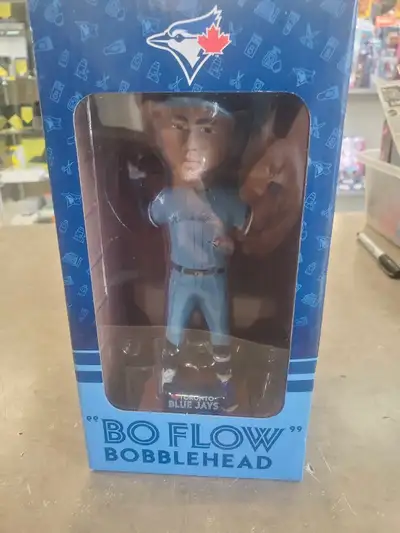 TORONTO
BLUE JAYS
"BO FLOW"
BOBBLEHEAD